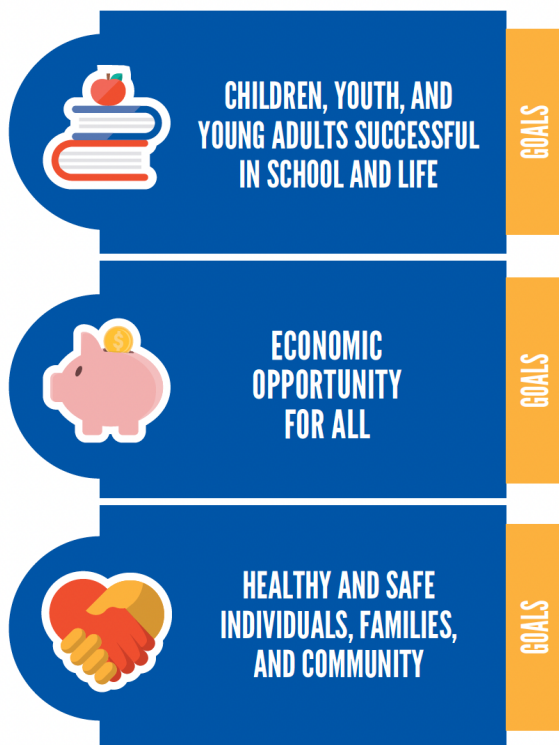 CHILDREN, YOUTH, AND
YOUNG ADULTS SUCCESSFUL
IN SCHOOL AND LIFE
GOALS
$
ECONOMIC
OPPORTUNITY
FOR ALL
GOALS
HEALTHY AND SAFE
INDIVIDUALS, FAMILIES,
AND COMMUNITY
GOALS